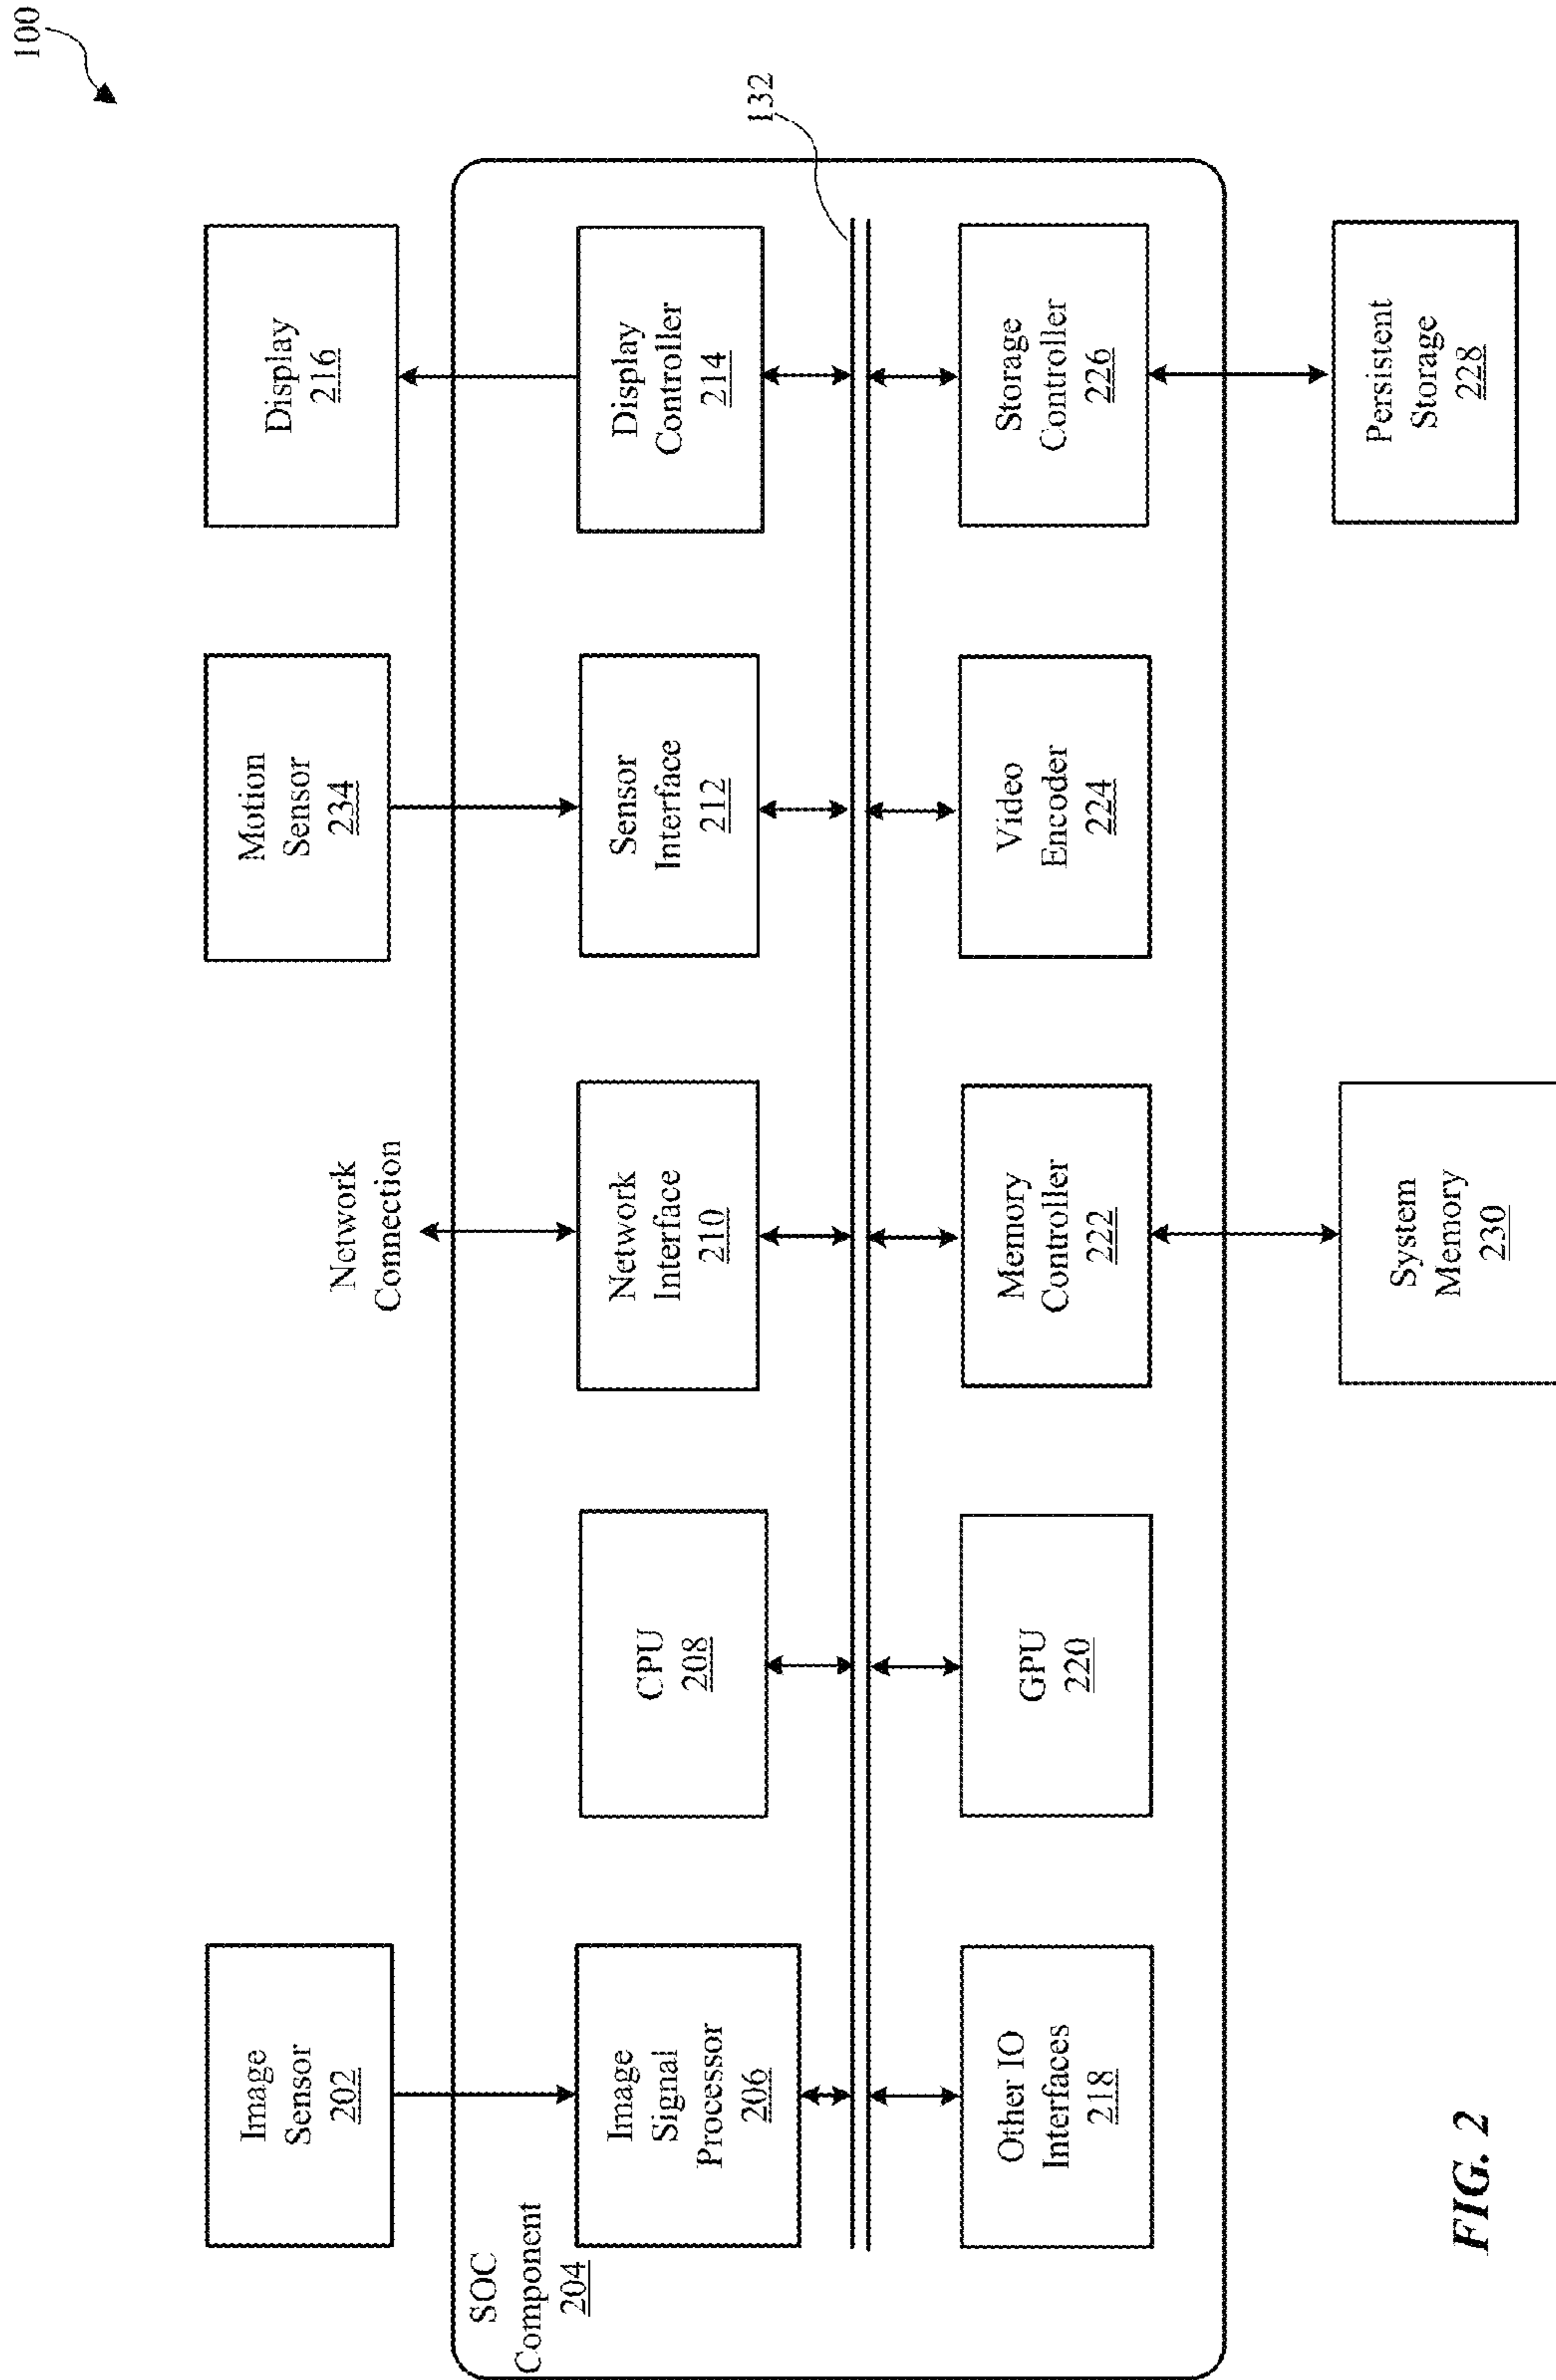 100
Image
Sensor
202
Motion
Sensor
234
Display
216
Network
Connection
SOC
Component
204
Image
Signal
Processor
206
CPU
208
Network
Interface
210
Sensor
Interface
212
Display
Controller
214
132
Other IO
Interfaces
218
GPU
220
Memory
Controller
222
Video
Encoder
224
Storage
Controller
226
System
Memory
230
Persistent
Storage
228
FIG. 2